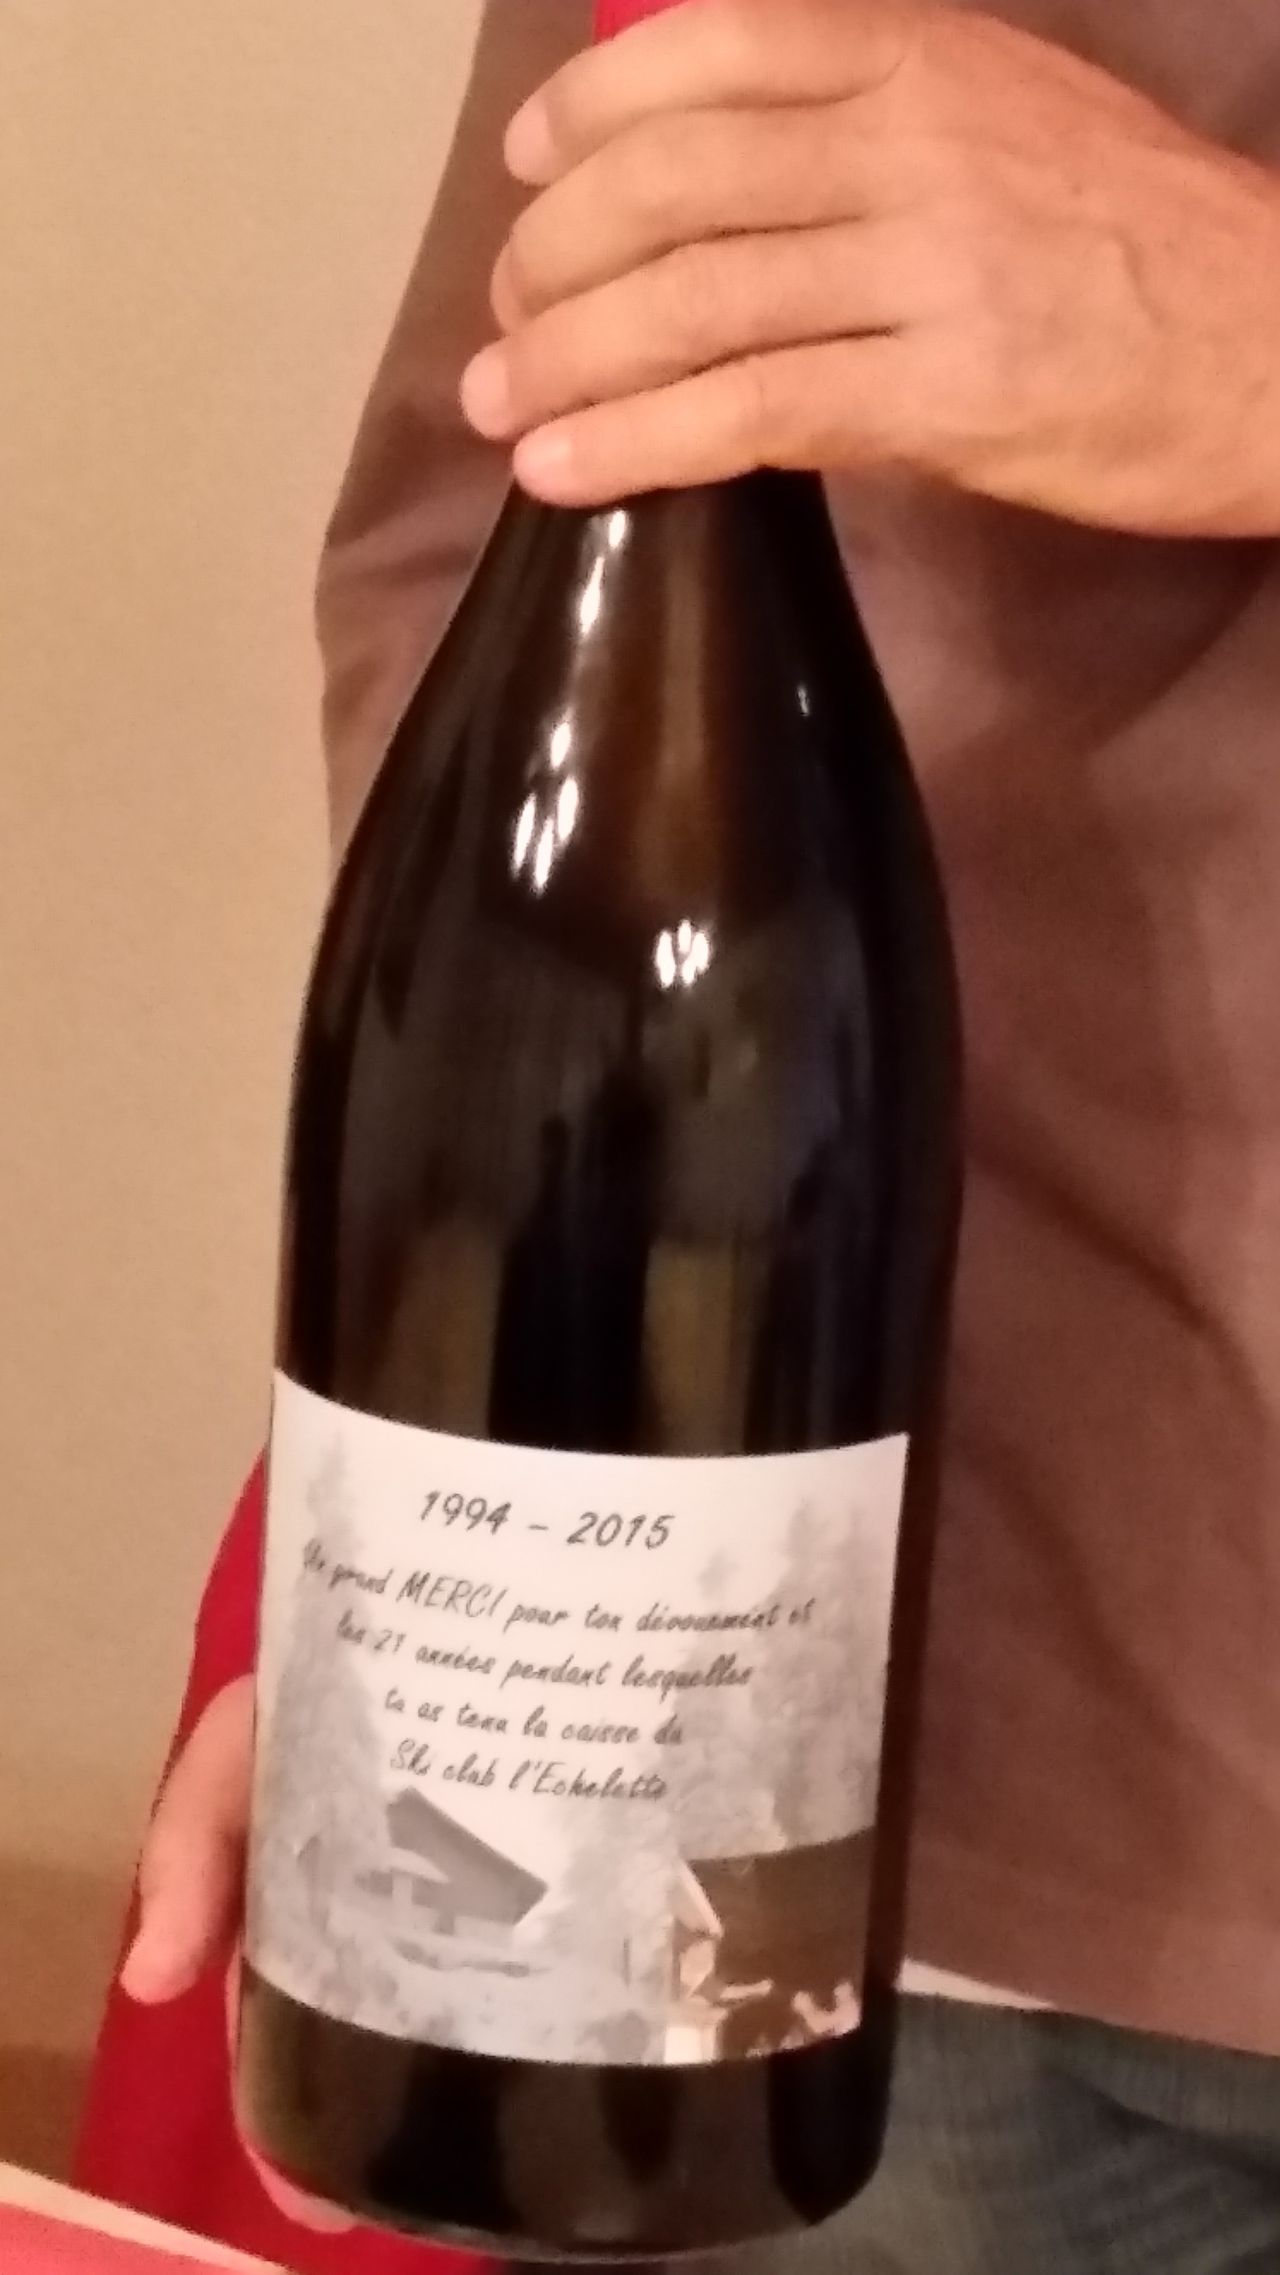 1994 - 2015
Un grand MERCI pour ton dévouement et
les 21 années pendant lesquelles
tu as tenu la caisse du
Ski club l'Echelette